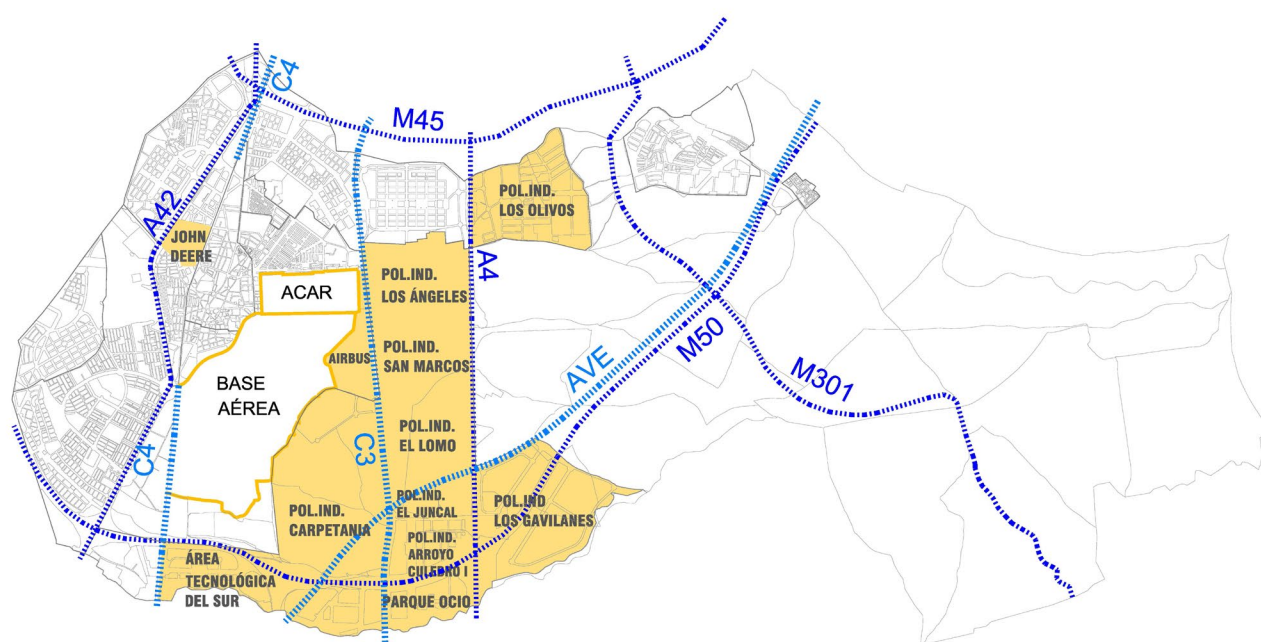 C4
M45
A42
JOHN
DEERE
POL.IND.
LOS OLIVOS
A4
ACAR
POL.IND.
LOS ÁNGELES
AIRBUS
POL.IND.
SAN MARCOS
BASE
AÉREA
AVE
M50
M301
C4
C3
POL.IND.
EL LOMO
POL.IND.
CARPETANIA
POL.IND.
EL JUNCAL
POL.IND
LOS GAVILANES
POL.IND.
ARROYO
CULEBRO I
ÁREA
TECNOLÓGICA
DEL SUR
PARQUE OCIO